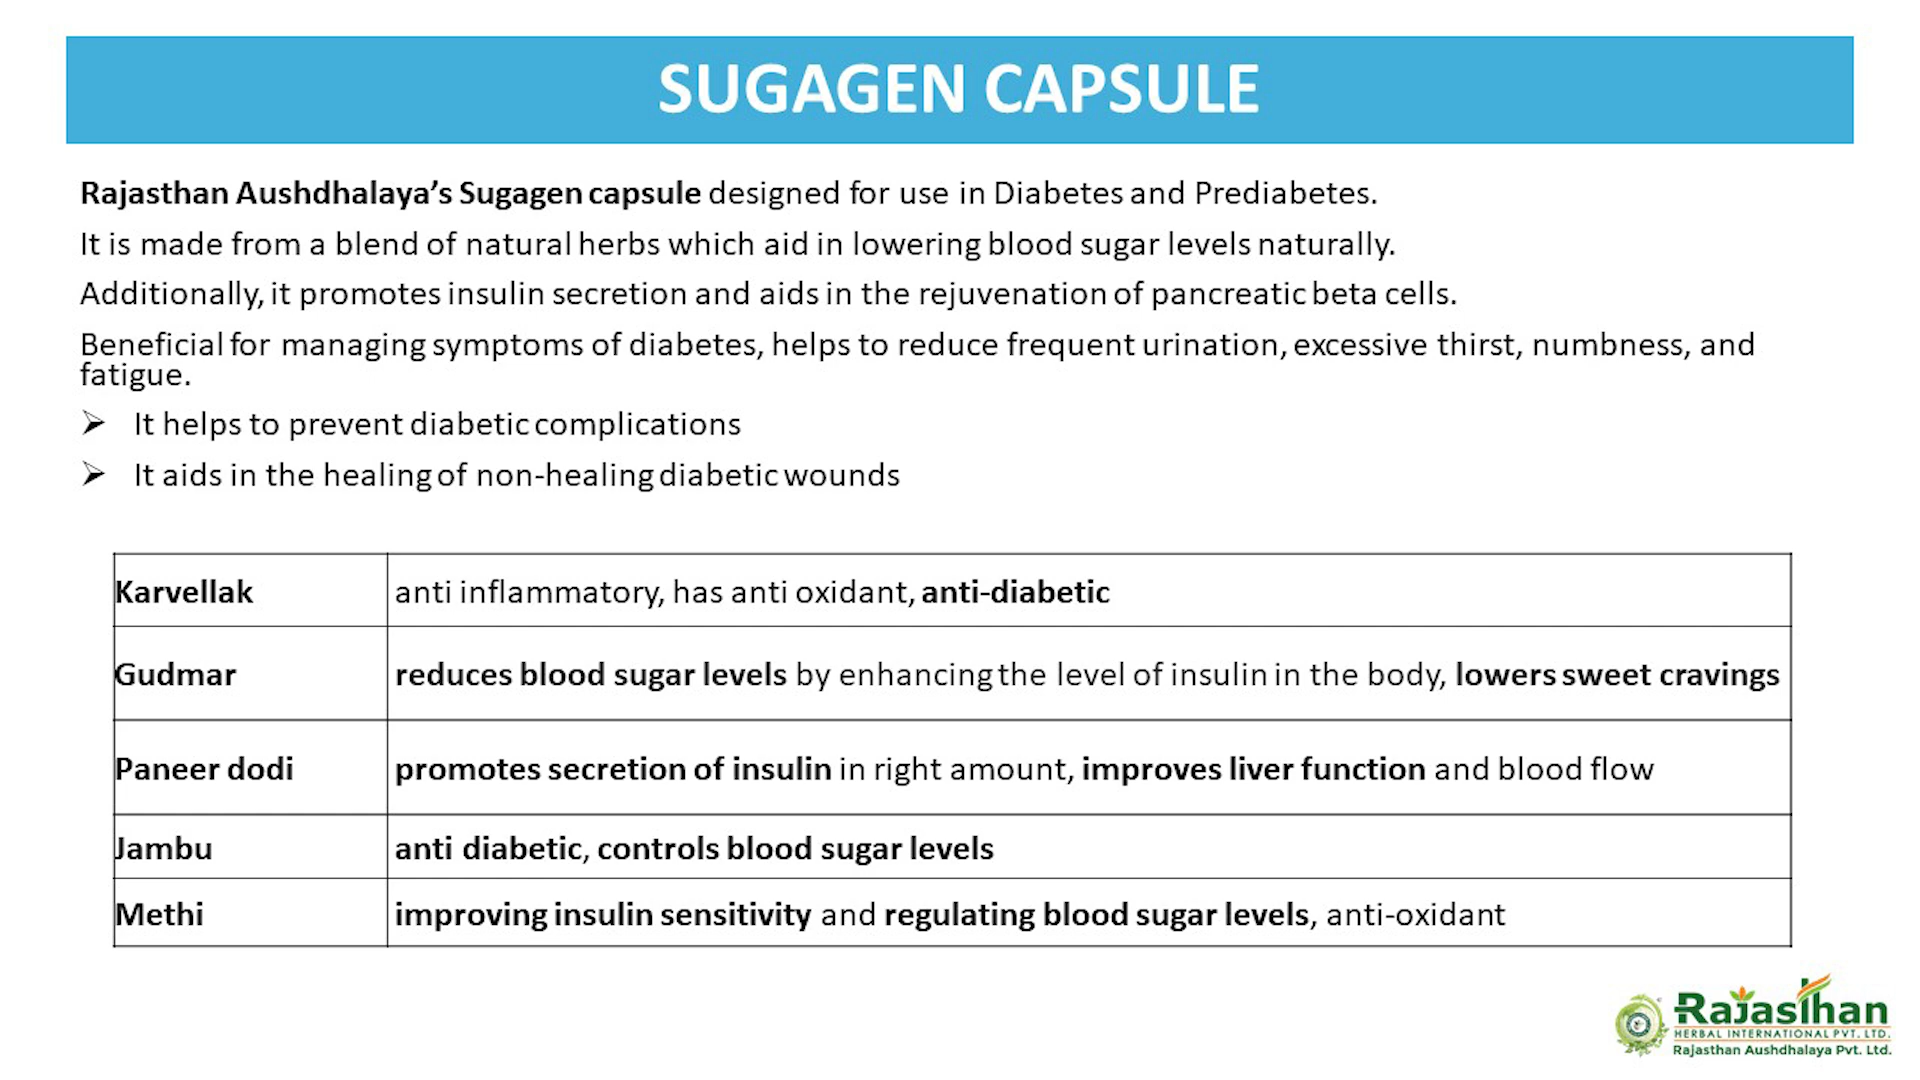 SUGAGEN CAPSULE
Rajasthan Aushdhalaya’s Sugagen capsule designed for use in Diabetes and Prediabetes.
It is made from a blend of natural herbs which aid in lowering blood sugar levels naturally.
Additionally, it promotes insulin secretion and aids in the rejuvenation of pancreatic beta cells.
Beneficial for managing symptoms of diabetes, helps to reduce frequent urination, excessive thirst, numbness, and
fatigue.
➢ It helps to prevent diabetic complications
➢ It aids in the healing of non-healing diabetic wounds
Karvellak anti inflammatory, has anti oxidant, anti-diabetic
Gudmar reduces blood sugar levels by enhancing the level of insulin in the body, lowers sweet cravings
Paneer dodi promotes secretion of insulin in right amount, improves liver function and blood flow
Jambu anti diabetic, controls blood sugar levels
Methi improving insulin sensitivity and regulating blood sugar levels, anti-oxidant
Rajasthan
HERBAL INTERNATIONAL PVT. LTD.
Rajasthan Aushdhalaya Pvt. Ltd.